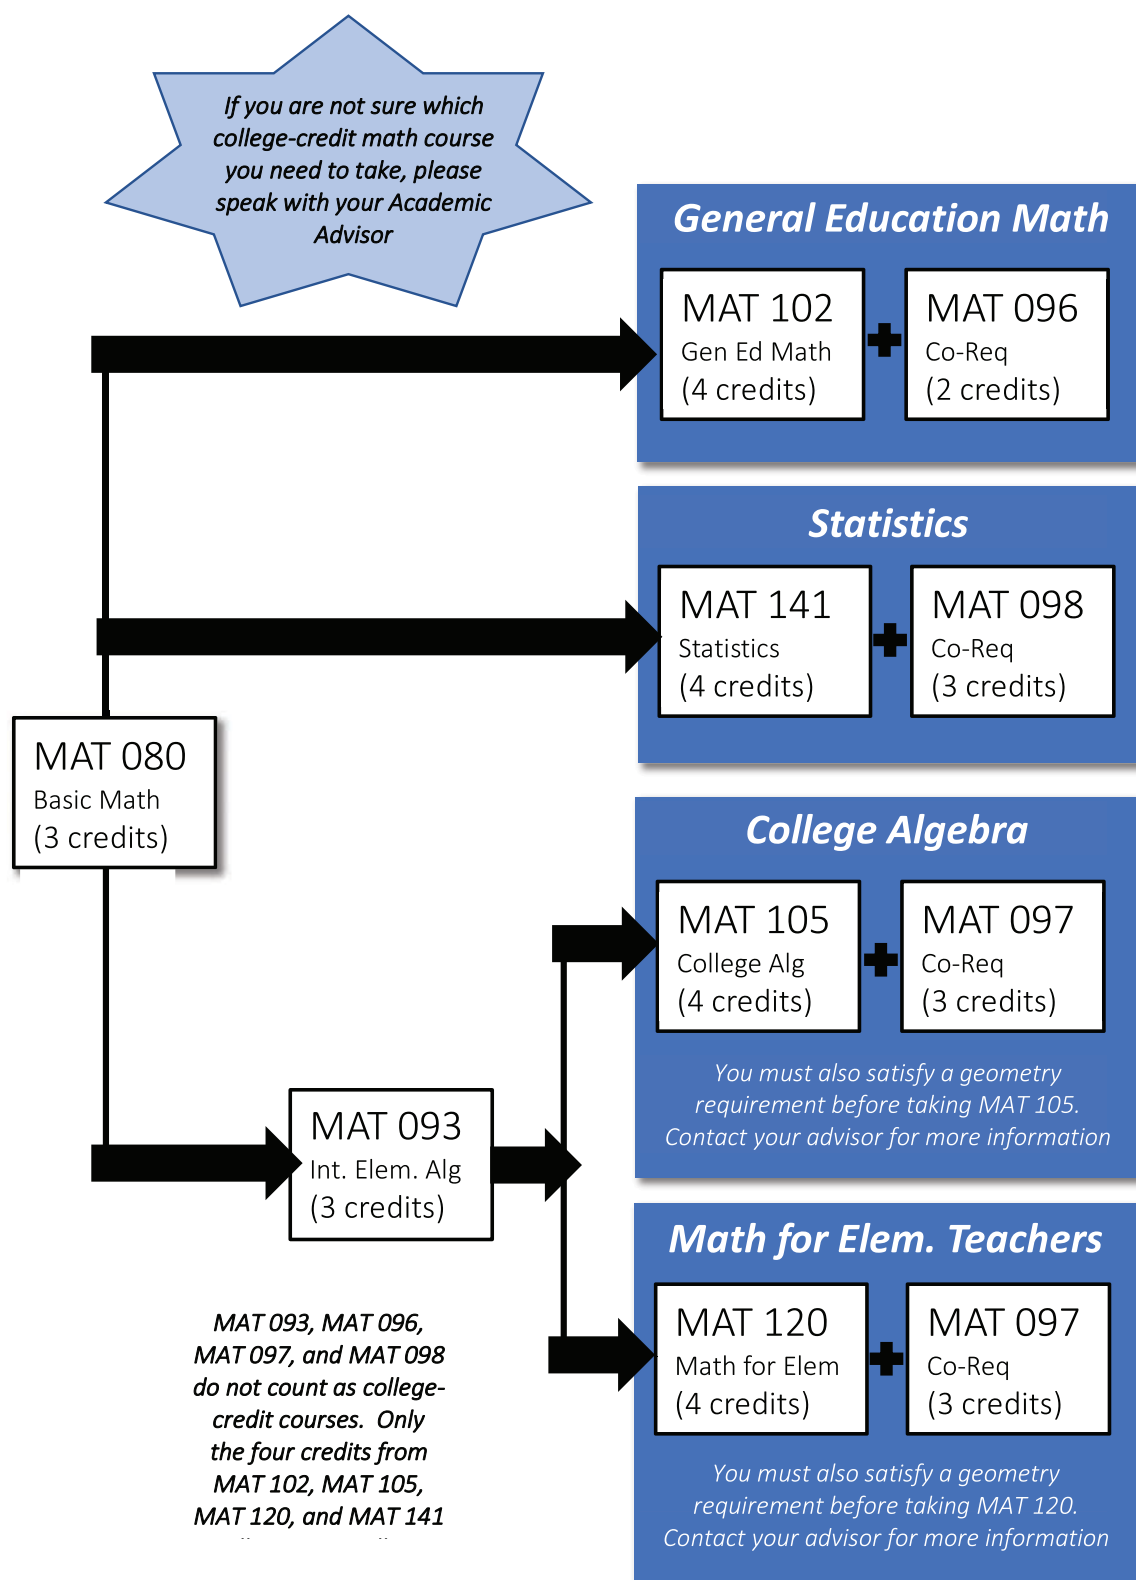 If you are not sure which
college-credit math course
you need to take, please
speak with your Academic
Advisor
General Education Math
MAT 102
Gen Ed Math
(4 credits)
MAT 096
Co-Req
(2 credits)
Statistics
MAT 141
Statistics
(4 credits)
MAT 098
Co-Req
(3 credits)
MAT 080
Basic Math
(3 credits)
College Algebra
MAT 105
College Alg
(4 credits)
MAT 097
Co-Req
(3 credits)
You must also satisfy a geometry
requirement before taking MAT 105.
Contact your advisor for more information
MAT 093
Int. Elem. Alg
(3 credits)
Math for Elem. Teachers
MAT 120
Math for Elem
(4 credits)
MAT 097
Co-Req
(3 credits)
You must also satisfy a geometry
requirement before taking MAT 120.
Contact your advisor for more information
MAT 093, MAT 096,
MAT 097, and MAT 098
do not count as college-
credit courses.  Only
the four credits from
MAT 102, MAT 105,
MAT 120, and MAT 141